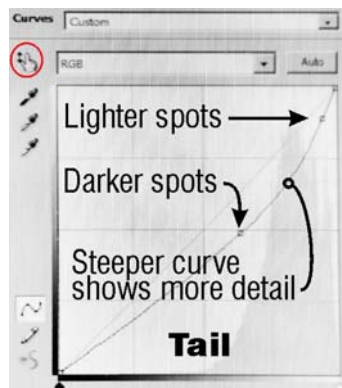 Curves Custom
RGB Auto
Lighter spots
Darker spots
Steeper curve
shows more detail
Tail